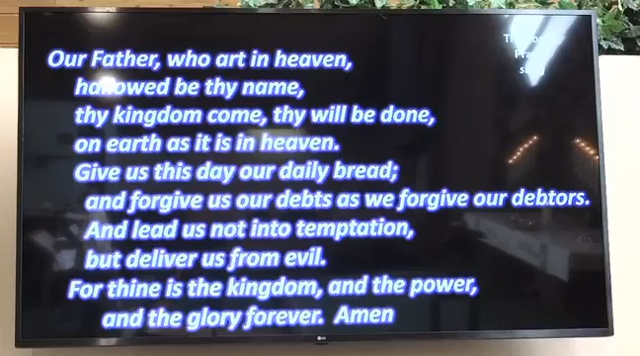 Our Father, who art in heaven,
hallowed be thy name,
thy kingdom come, thy will be done,
on earth as it is in heaven.
Give us this day our daily bread;
and forgive us our debts as we forgive our debtors.
And lead us not into temptation,
but deliver us from evil.
For thine is the kingdom, and the power,
and the glory forever. Amen
LG